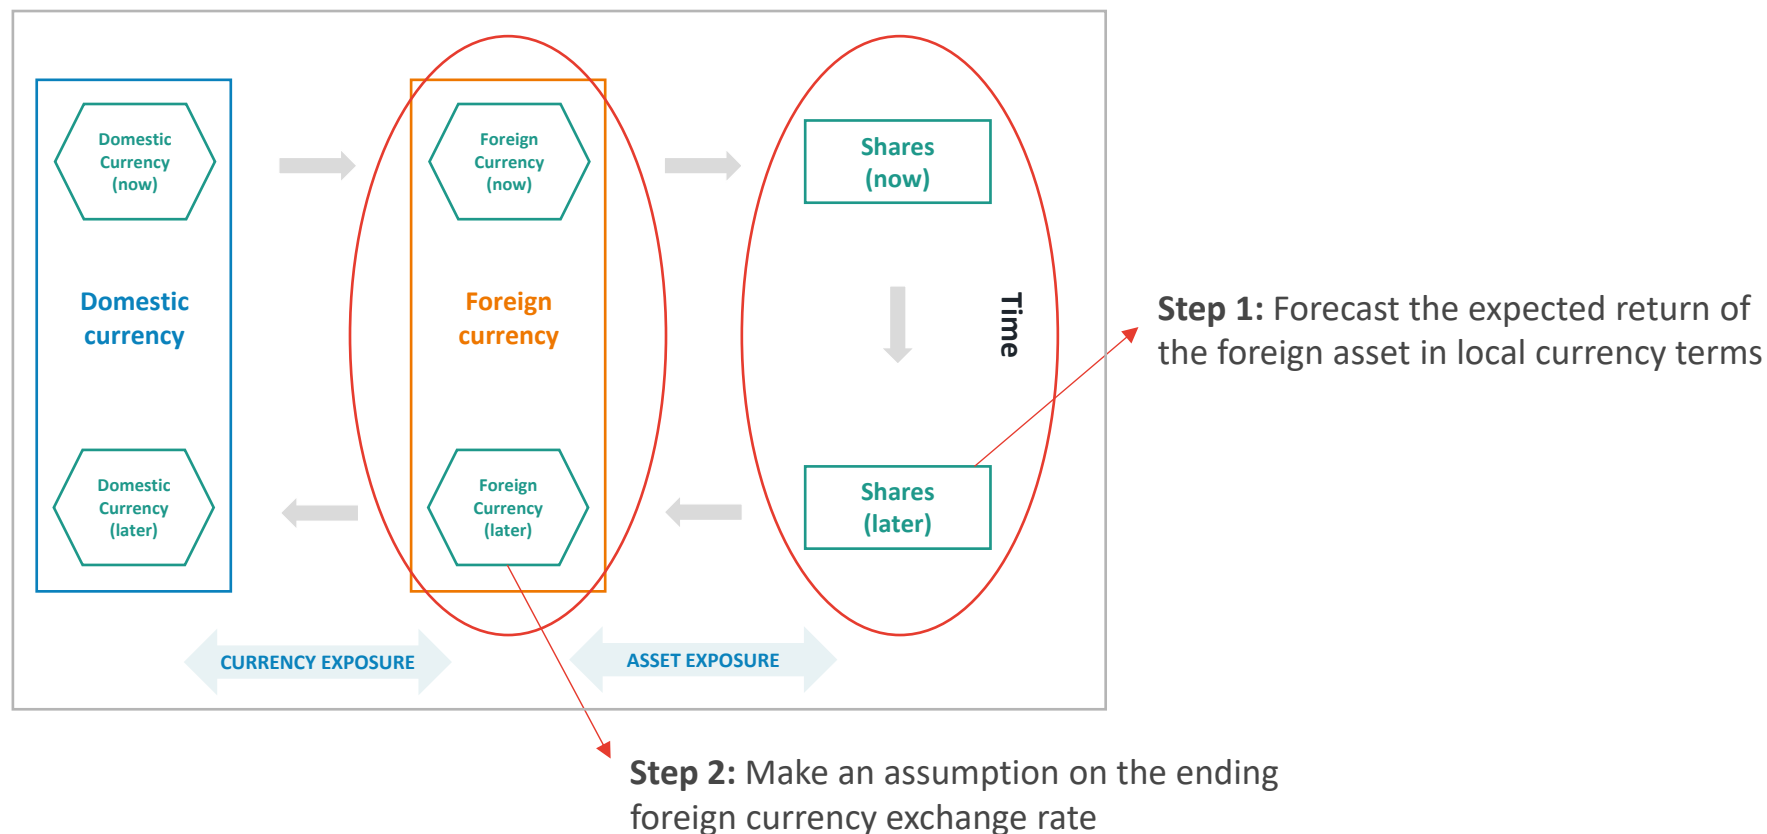 Domestic
Currency
(now)
Foreign
Currency
(now)
Shares
(now)
Domestic
currency
Foreign
currency
Time
Step 1: Forecast the expected return of
the foreign asset in local currency terms
Domestic
Currency
(later)
Foreign
Currency
(later)
Shares
(later)
CURRENCY EXPOSURE
ASSET EXPOSURE
Step 2: Make an assumption on the ending
foreign currency exchange rate